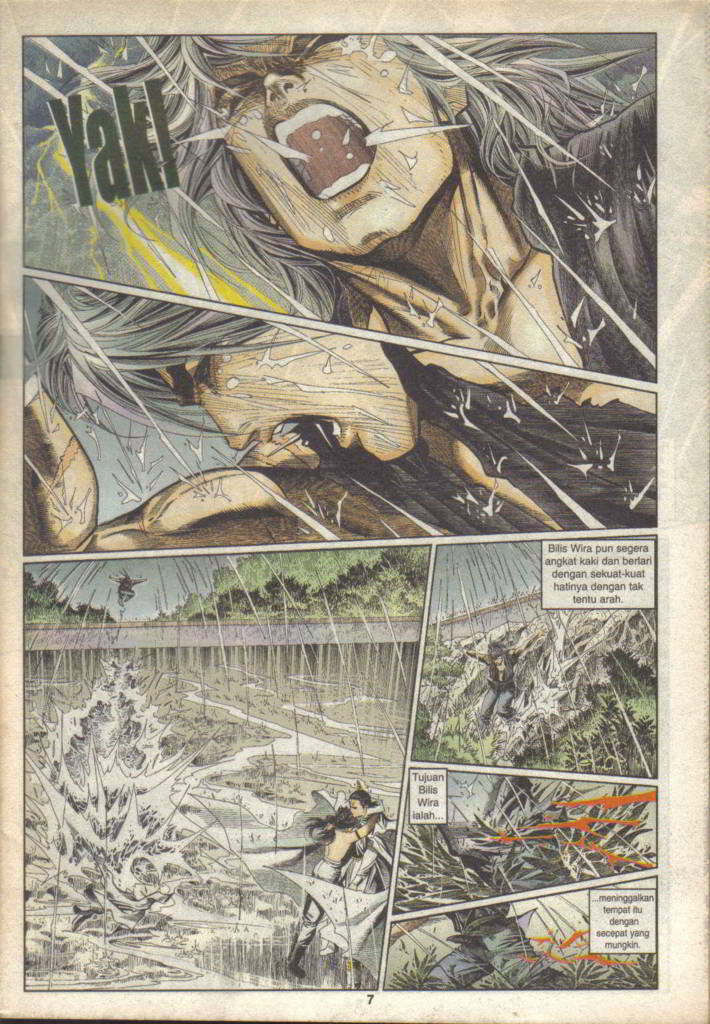 Yak!
Bilis Wira pun segera
angkat kaki dan berlari
dengan sekuat-kuat
hatinya dengan tak
tentu arah.
Tujuan
Bilis
Wira
ialah...
...meninggalkan
tempat itu
dengan
secepat yang
mungkin.
7